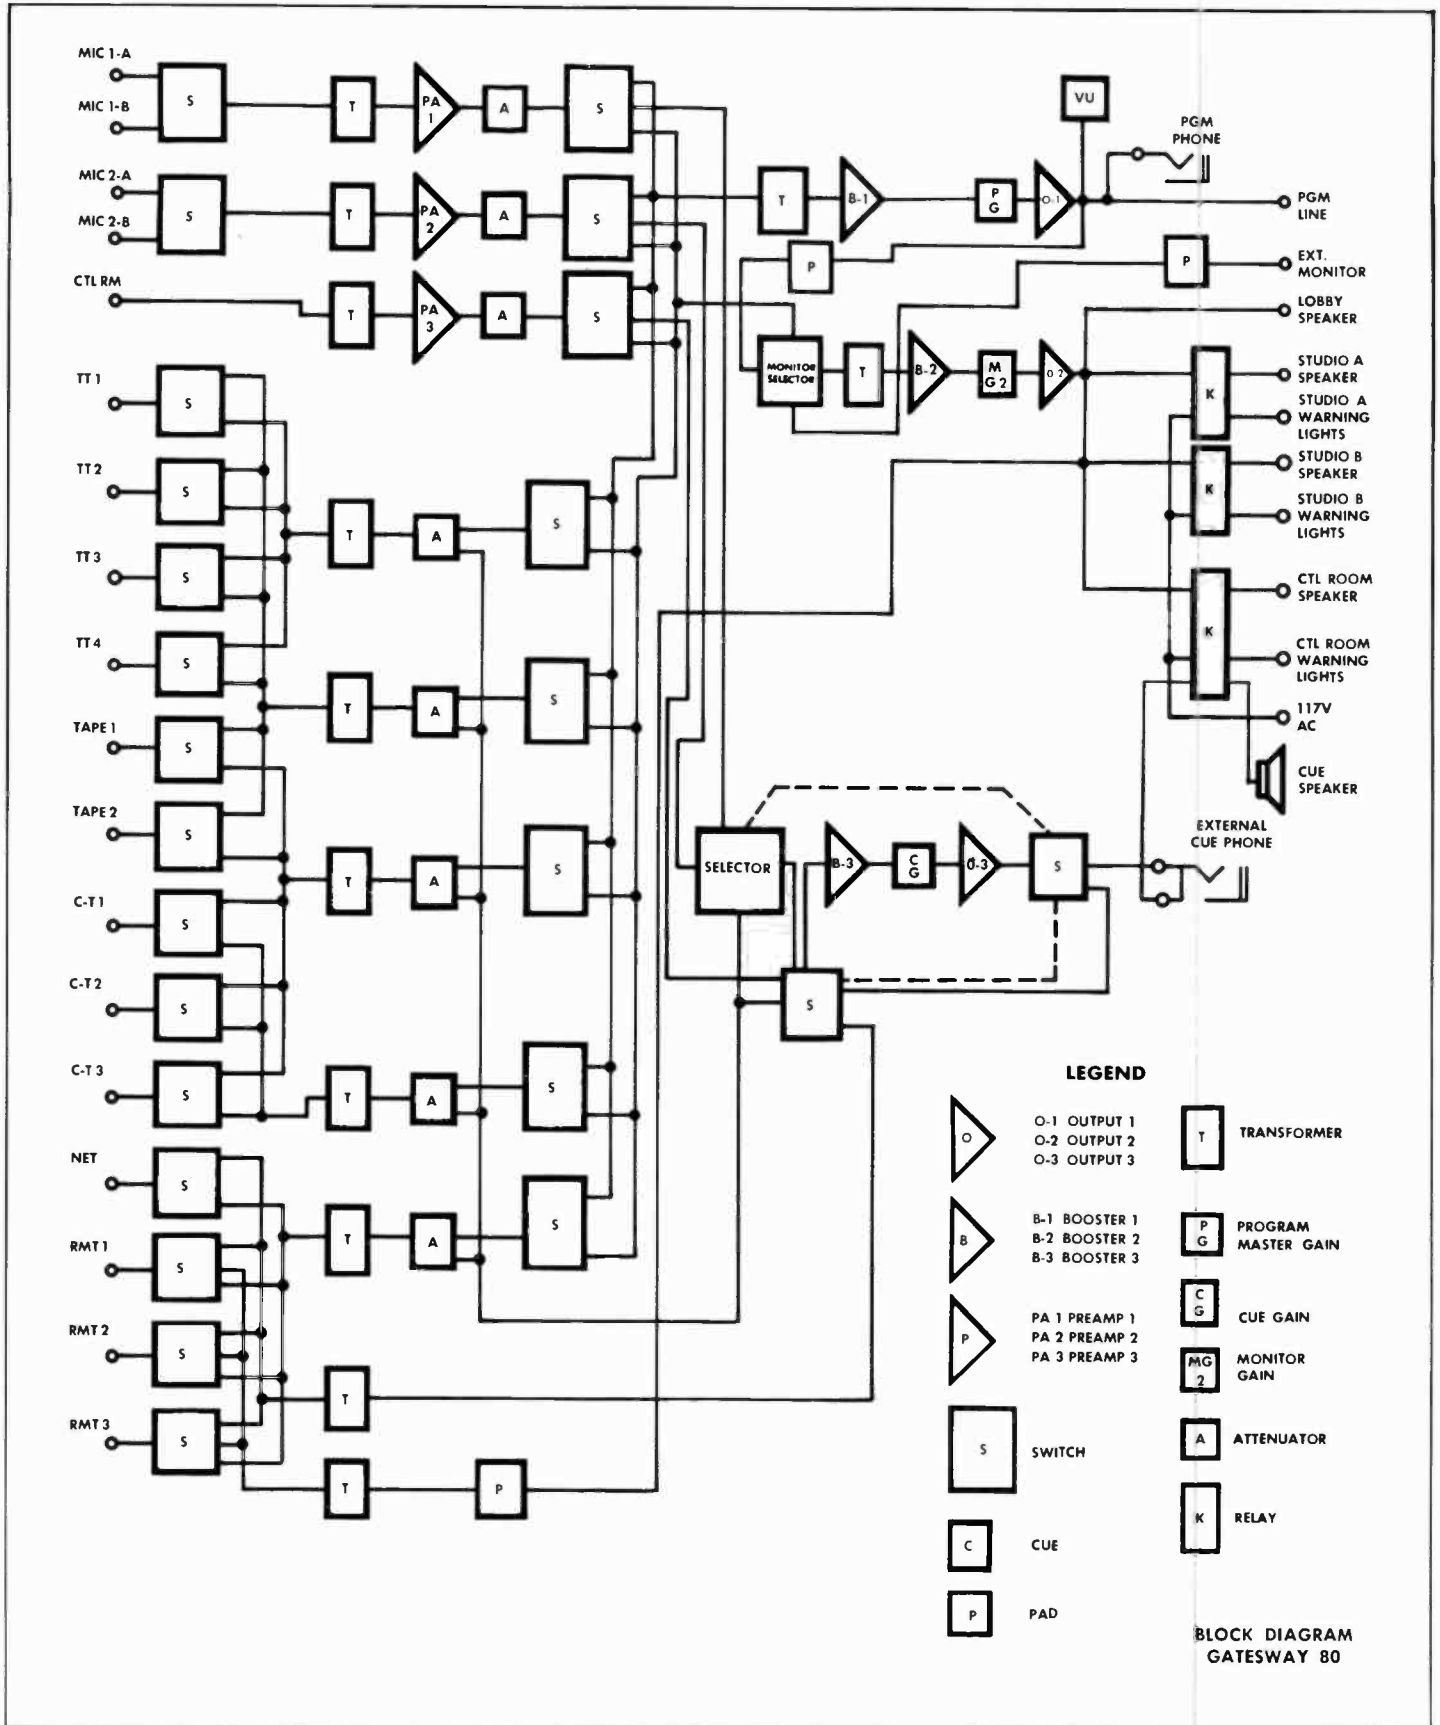 MIC 1-A
S
MIC 1-B
T
PA
1
A
S
VU
PGM
PHONE
MIC 2-A
S
MIC 2-B
T
PA
2
A
S
T
B-1
P
G
O-1
PGM
LINE
CTL RM
T
PA
3
A
S
P
P
EXT.
MONITOR
LOBBY
SPEAKER
MONITOR
SELECTOR
T
B-2
M
G 2
O 2
K
STUDIO A
SPEAKER
STUDIO A
WARNING
LIGHTS
K
STUDIO B
SPEAKER
STUDIO B
WARNING
LIGHTS
K
CTL ROOM
SPEAKER
CTL ROOM
WARNING
LIGHTS
117V
AC
CUE
SPEAKER
EXTERNAL
CUE PHONE
TT 1
S
TT 2
S
T
A
S
TT 3
S
TT 4
S
T
A
S
TAPE 1
S
TAPE 2
S
T
A
S
SELECTOR
B-3
C
G
O-3
S
C-T 1
S
C-T 2
S
S
C-T 3
S
T
A
S
NET
S
T
A
S
RMT 1
S
RMT 2
S
T
RMT 3
S
T
P
LEGEND
O
O-1 OUTPUT 1
O-2 OUTPUT 2
O-3 OUTPUT 3
T
TRANSFORMER
B
B-1 BOOSTER 1
B-2 BOOSTER 2
B-3 BOOSTER 3
P
G
PROGRAM
MASTER GAIN
C
G
CUE GAIN
P
PA 1 PREAMP 1
PA 2 PREAMP 2
PA 3 PREAMP 3
MG
2
MONITOR
GAIN
S
SWITCH
A
ATTENUATOR
C
CUE
K
RELAY
P
PAD
BLOCK DIAGRAM
GATESWAY 80